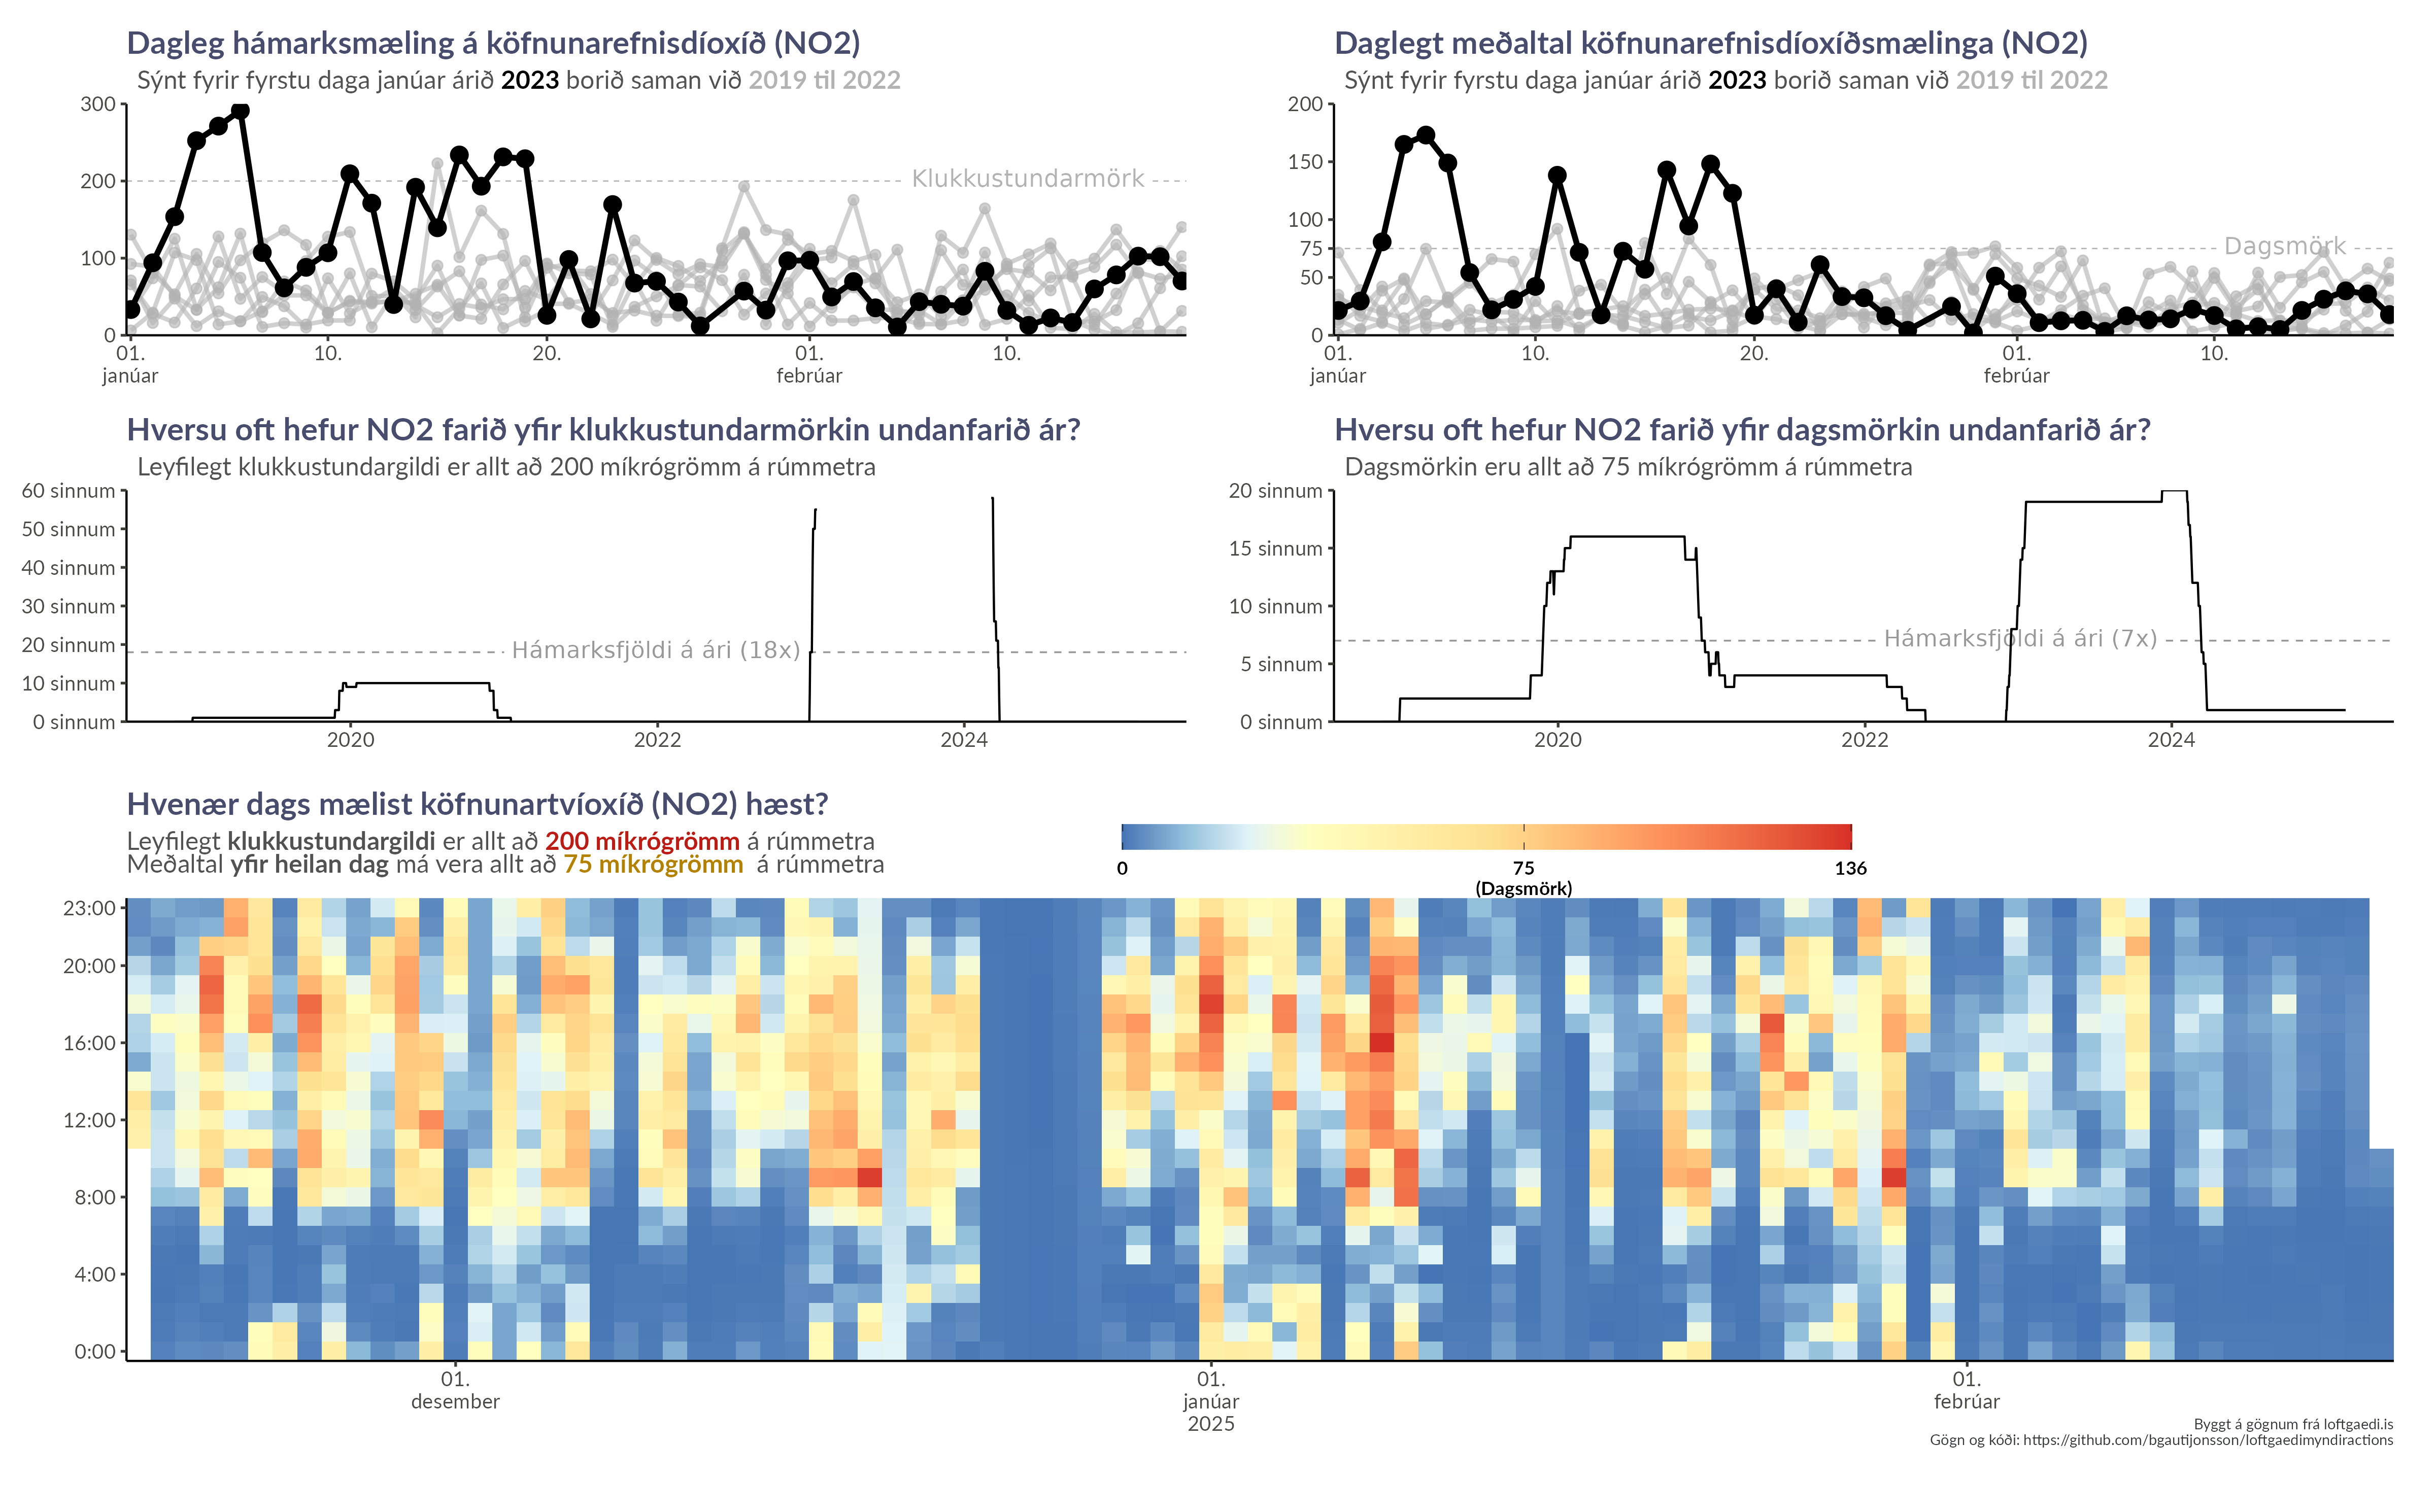 Dagleg hámarksmæling á köfnunarefnisdíoxíð (NO2)
Sýnt fyrir fyrstu daga janúar árið 2023 borið saman við 2019 til 2022
300
200
100
0
Klukkustundarmörk
01.
janúar
10.
20.
01.
febrúar
10.
Daglegt meðaltal köfnunarefnisdíoxíðsmælinga (NO2)
Sýnt fyrir fyrstu daga janúar árið 2023 borið saman við 2019 til 2022
200
150
100
75
50
0
Dagsmörk
01.
janúar
10.
20.
01.
febrúar
10.
Hversu oft hefur NO2 farið yfir klukkustundarmörkin undanfarið ár?
Leyfilegt klukkustundargildi er allt að 200 míkrógrömm á rúmmetra
60 sinnum
50 sinnum
40 sinnum
30 sinnum
20 sinnum
10 sinnum
0 sinnum
Hámarksfjöldi á ári (18x)
2020
2022
2024
Hversu oft hefur NO2 farið yfir dagsmörkin undanfarið ár?
Dagsmörkin eru allt að 75 míkrógrömm á rúmmetra
20 sinnum
15 sinnum
10 sinnum
5 sinnum
0 sinnum
Hámarksfjöldi á ári (7x)
2020
2022
2024
Hvenær dags mælist köfnunartvíoxíð (NO2) hæst?
Leyfilegt klukkustundargildi er allt að 200 míkrógrömm á rúmmetra
Meðaltal yfir heilan dag má vera allt að 75 míkrógrömm á rúmmetra
0
75
(Dagsmörk)
136
23:00
20:00
16:00
12:00
8:00
4:00
0:00
01.
desember
01.
janúar
2025
01.
febrúar
Byggt á gögnum frá loftgaedi.is
Gögn og kóði: https://github.com/bgautijonsson/loftgaedimyndiractions